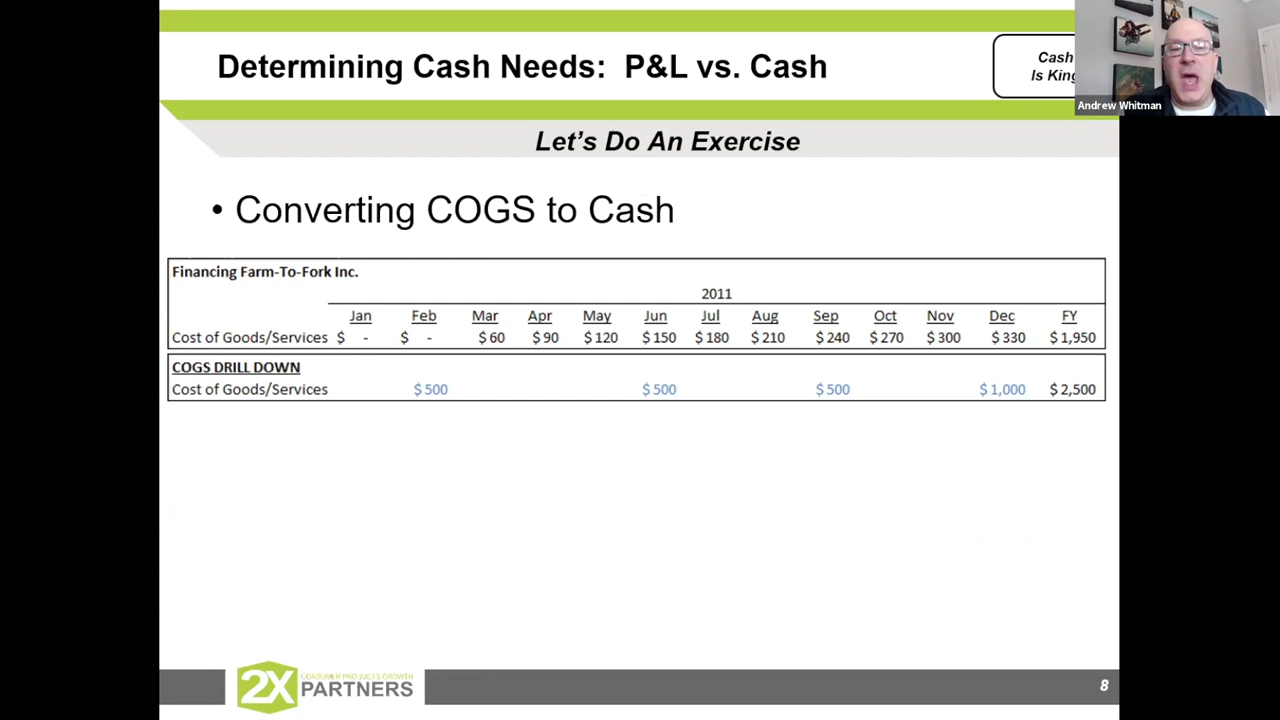 Determining Cash Needs: P&L vs. Cash
Cash
Is King
Andrew Whitman
Let's Do An Exercise
• Converting COGS to Cash
Financing Farm-To-Fork Inc.
2011
Jan Feb Mar Apr May Jun Jul Aug Sep Oct Nov Dec FY
Cost of Goods/Services $ - $ - $ 60 $ 90 $ 120 $ 150 $ 180 $ 210 $ 240 $ 270 $ 300 $ 330 $ 1,950
COGS DRILL DOWN
Cost of Goods/Services $ 500 $ 500 $ 500 $ 1,000 $ 2,500
2X
CONSUMER PRODUCTS GROWTH
PARTNERS
8